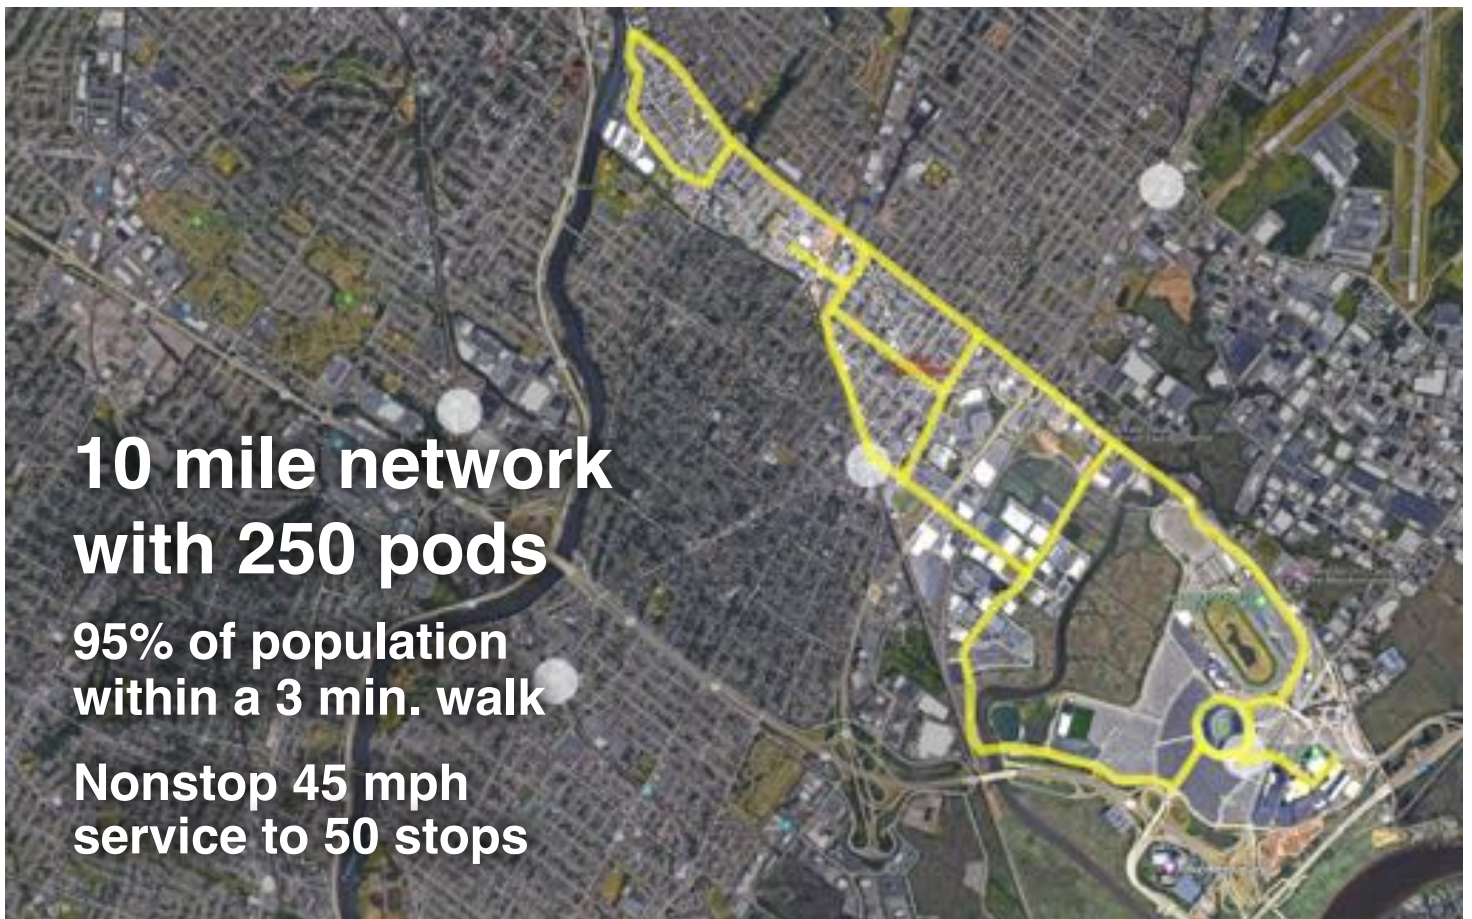 10 mile network
with 250 pods
95% of population
within a 3 min. walk
Nonstop 45 mph
service to 50 stops